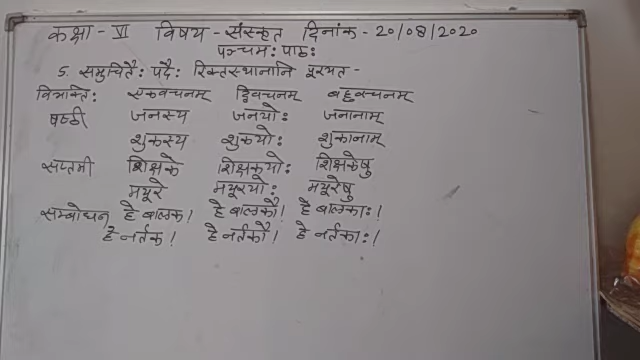 कक्षा - VI विषय - संस्कृत दिनांक - 20/08/2020
पञ्चमः पाठः
5. समुचितैः पदैः रिक्तस्थानानि पूरयत -
विभक्तिः एकवचनम् द्विवचनम् बहुवचनम्
षष्ठी जनस्य जनयोः जनानाम्
शुकस्य शुकयोः शुकानाम्
सप्तमी शिक्षके शिक्षकयोः शिक्षकेषु
मयूरे मयूरयोः मयूरेषु
सम्बोधन हे बालक! हे बालकौ! हे बालकाः!
हे नर्तक! हे नर्तकौ! हे नर्तकाः!